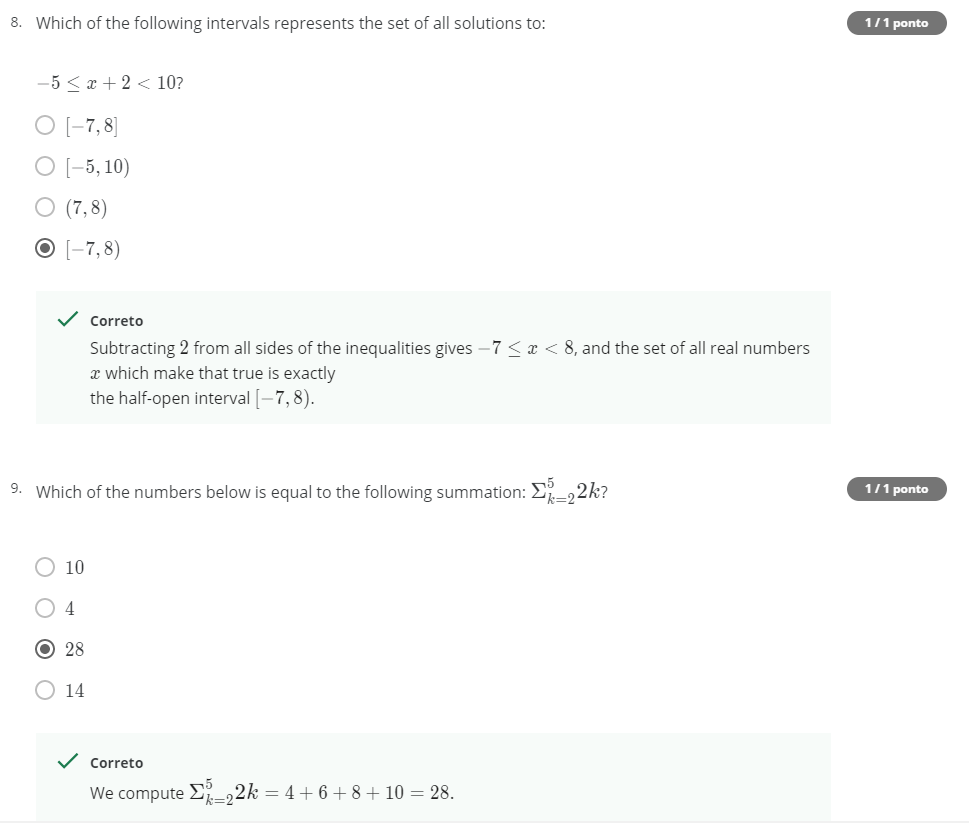 8. Which of the following intervals represents the set of all solutions to:
1 / 1 ponto
−5 ≤ x + 2 < 10?
[−7, 8]
[−5, 10)
(7, 8)
[−7, 8)
Correto
Subtracting 2 from all sides of the inequalities gives −7 ≤ x < 8, and the set of all real numbers
x which make that true is exactly
the half-open interval [−7, 8).
9. Which of the numbers below is equal to the following summation: Σ⁵ₖ₌₂2k?
1 / 1 ponto
10
4
28
14
Correto
We compute Σ⁵ₖ₌₂2k = 4 + 6 + 8 + 10 = 28.